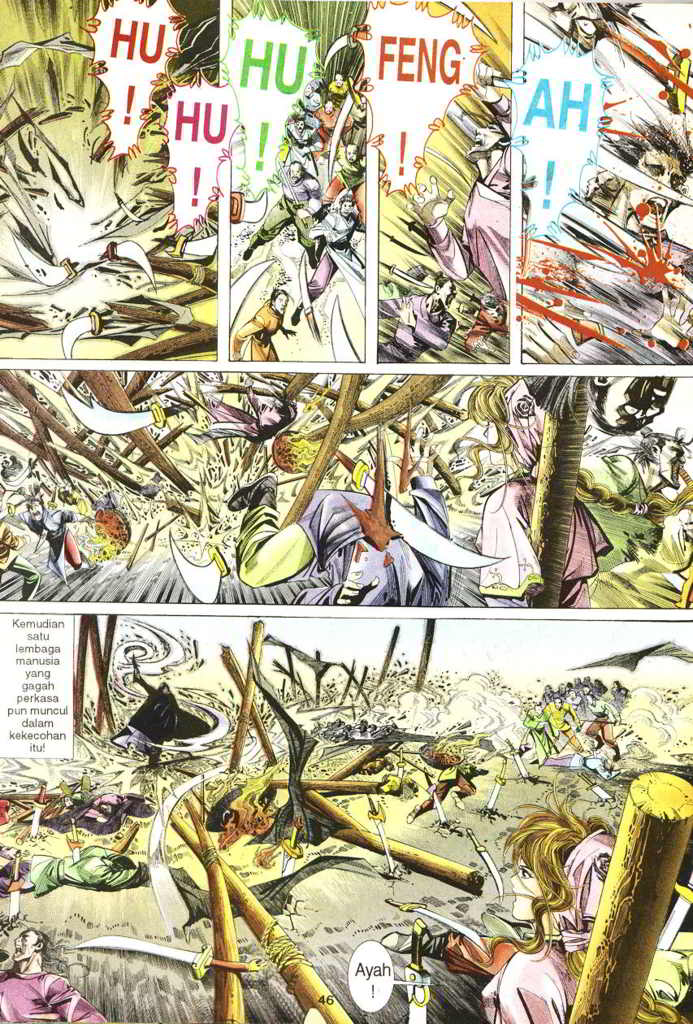 HU
!
HU
!
HU
!
FENG
!
AH
!
Kemudian
satu
lembaga
manusia
yang
gagah
perkasa
pun muncul
dalam
kekecohan
itu!
Ayah
!
46